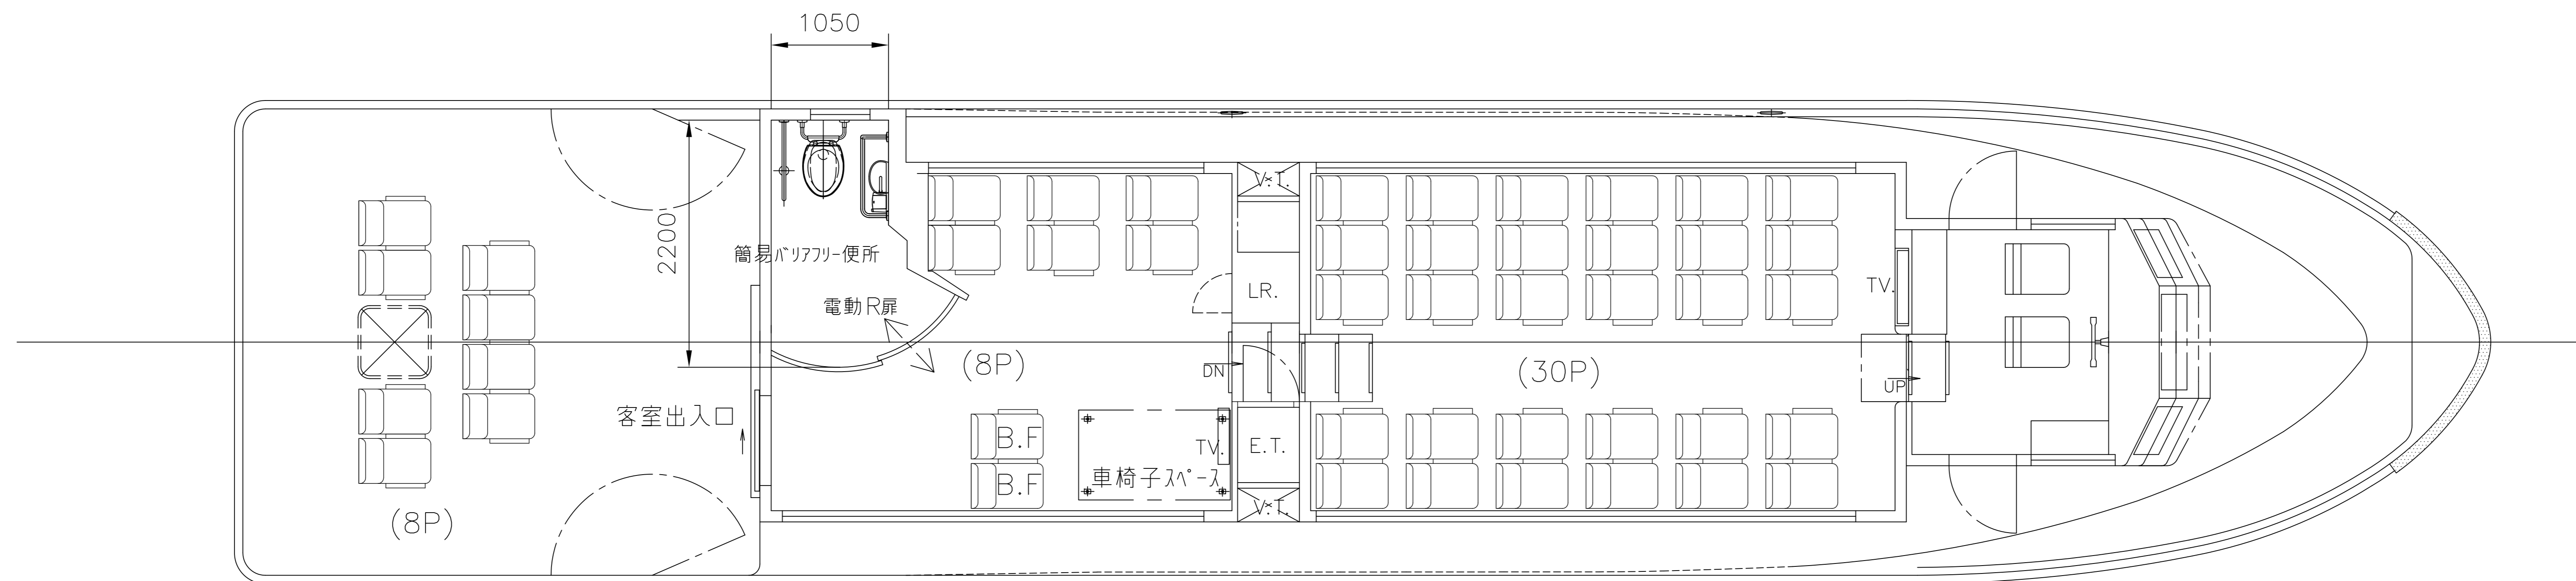 1050
2200
簡易バリアフリー便所
電動R扉
客室出入口
(8P)
(8P)
B.F
B.F
車椅子スペース
TV.
V.T.
LR.
DN
E.T.
V.T.
(30P)
TV.
UP